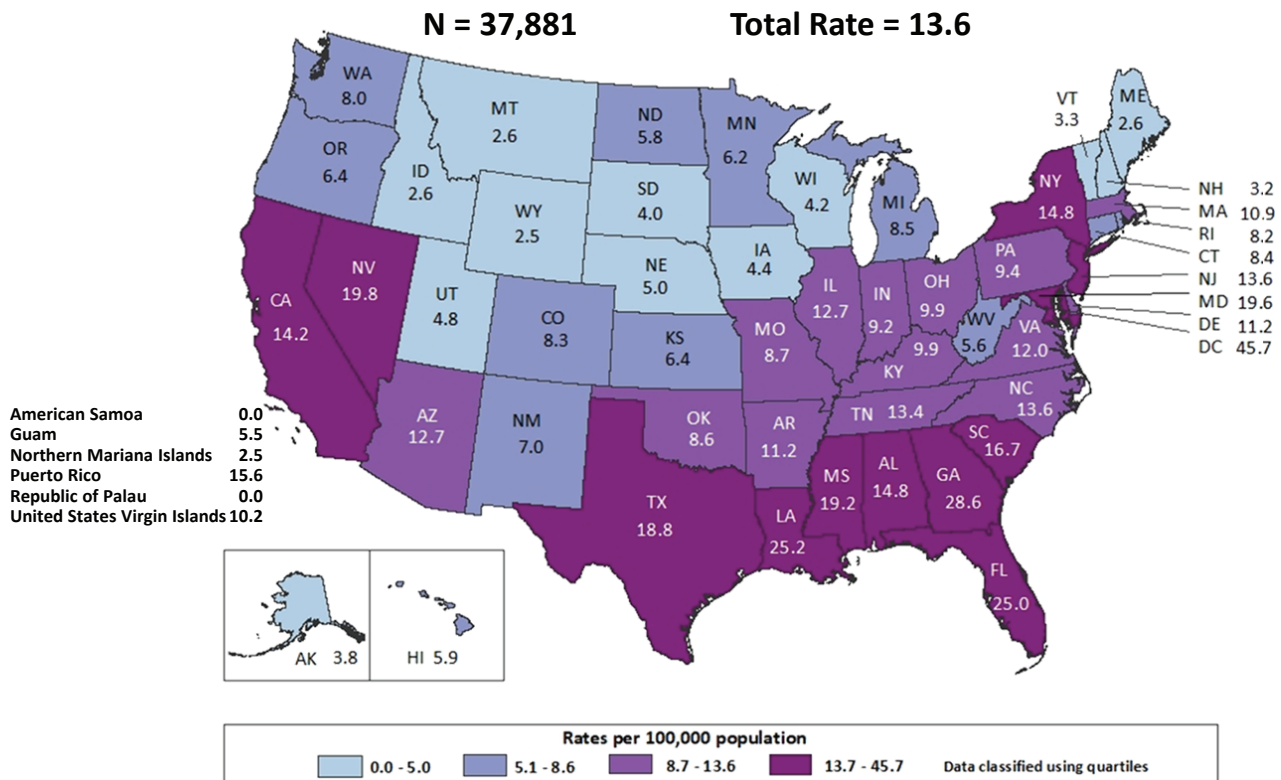 N = 37,881 Total Rate = 13.6
WA
8.0
OR
6.4
ID
2.6
MT
2.6
WY
2.5
ND
5.8
SD
4.0
NE
5.0
MN
6.2
WI
4.2
IA
4.4
MI
8.5
CA
14.2
NV
19.8
UT
4.8
CO
8.3
KS
6.4
MO
8.7
IL
12.7
IN
9.2
OH
9.9
9.9
KY
WV
5.6
VA
12.0
PA
9.4
NY
14.8
VT
3.3
ME
2.6
NH 3.2
MA 10.9
RI 8.2
CT 8.4
NJ 13.6
MD 19.6
DE 11.2
DC 45.7
AZ
12.7
NM
7.0
OK
8.6
AR
11.2
TN 13.4
NC
13.6
SC
16.7
TX
18.8
LA
25.2
MS
19.2
AL
14.8
GA
28.6
FL
25.0
American Samoa 0.0
Guam 5.5
Northern Mariana Islands 2.5
Puerto Rico 15.6
Republic of Palau 0.0
United States Virgin Islands 10.2
AK 3.8
HI 5.9
Rates per 100,000 population
0.0 - 5.0 5.1 - 8.6 8.7 - 13.6 13.7 - 45.7 Data classified using quartiles